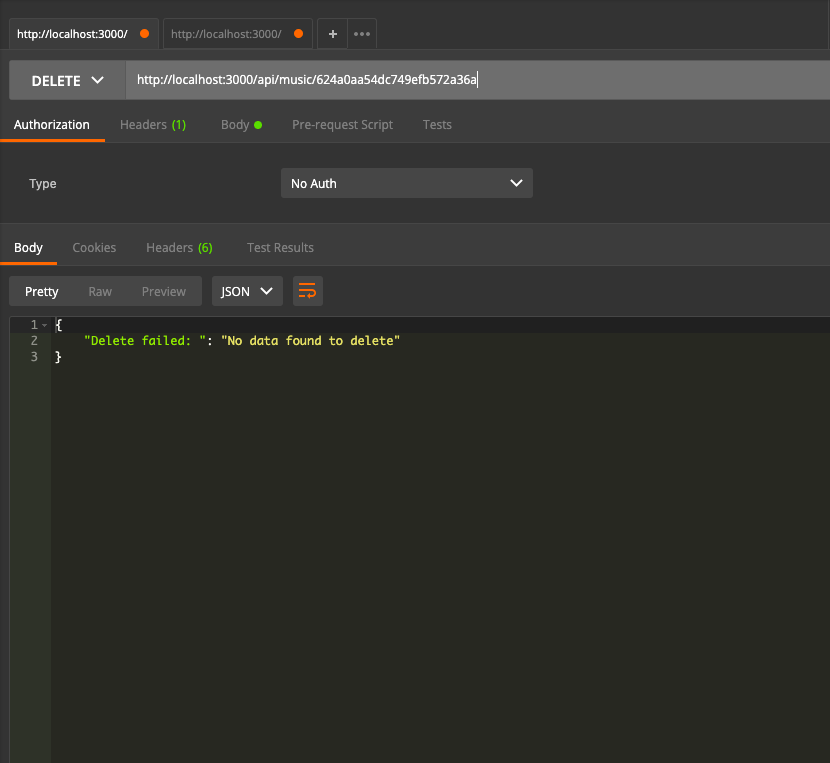 http://localhost:3000/ http://localhost:3000/ + •••
DELETE http://localhost:3000/api/music/624a0aa54dc749efb572a36a
Authorization Headers (1) Body Pre-request Script Tests
Type No Auth
Body Cookies Headers (6) Test Results
Pretty Raw Preview JSON
1 {
2 "Delete failed: ": "No data found to delete"
3 }